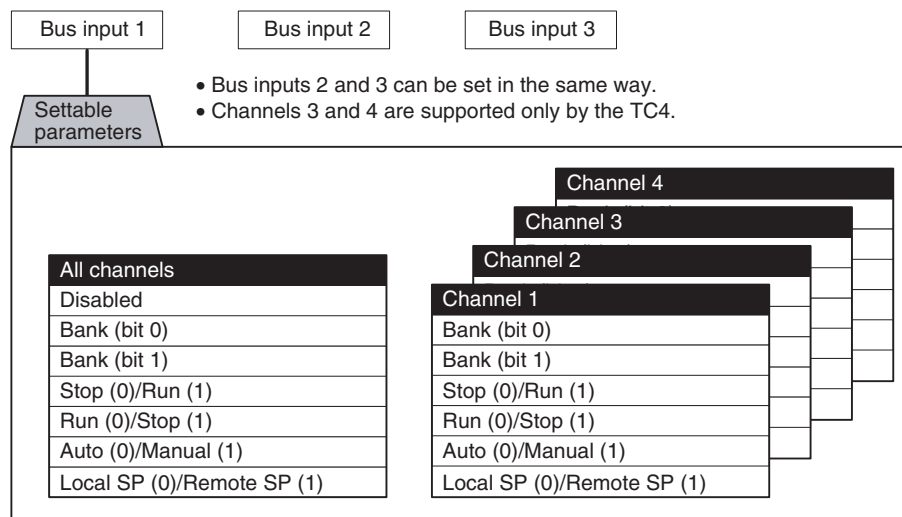 Bus input 1
Bus input 2
Bus input 3
• Bus inputs 2 and 3 can be set in the same way.
• Channels 3 and 4 are supported only by the TC4.
Settable
parameters
All channels
Disabled
Bank (bit 0)
Bank (bit 1)
Stop (0)/Run (1)
Run (0)/Stop (1)
Auto (0)/Manual (1)
Local SP (0)/Remote SP (1)
Channel 4
Channel 3
Channel 2
Channel 1
Bank (bit 0)
Bank (bit 1)
Stop (0)/Run (1)
Run (0)/Stop (1)
Auto (0)/Manual (1)
Local SP (0)/Remote SP (1)